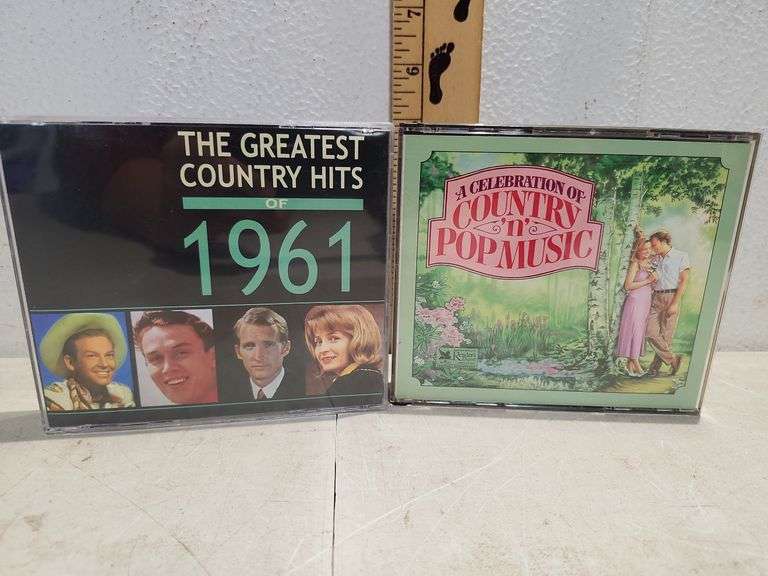 THE GREATEST
COUNTRY HITS
OF
1961
7
6
A CELEBRATION OF
COUNTRY
'n'
POP MUSIC